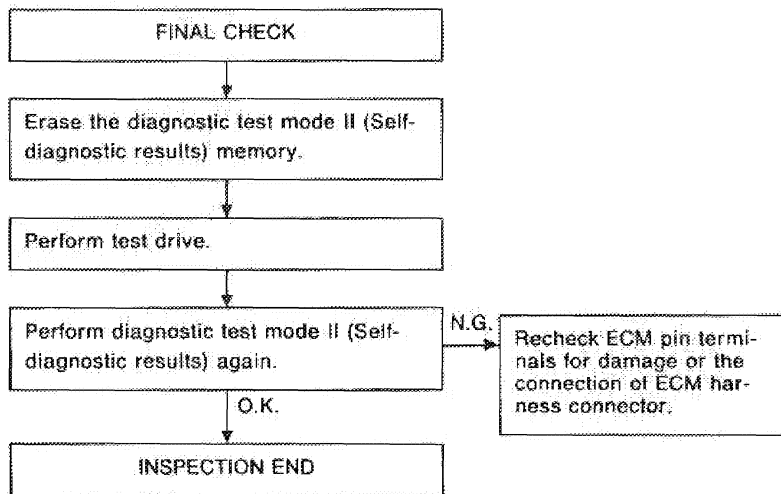 FINAL CHECK
Erase the diagnostic test mode II (Self-
diagnostic results) memory.
Perform test drive.
Perform diagnostic test mode II (Self-
diagnostic results) again.
N.G.
Recheck ECM pin termi-
nals for damage or the
connection of ECM har-
ness connector.
O.K.
INSPECTION END